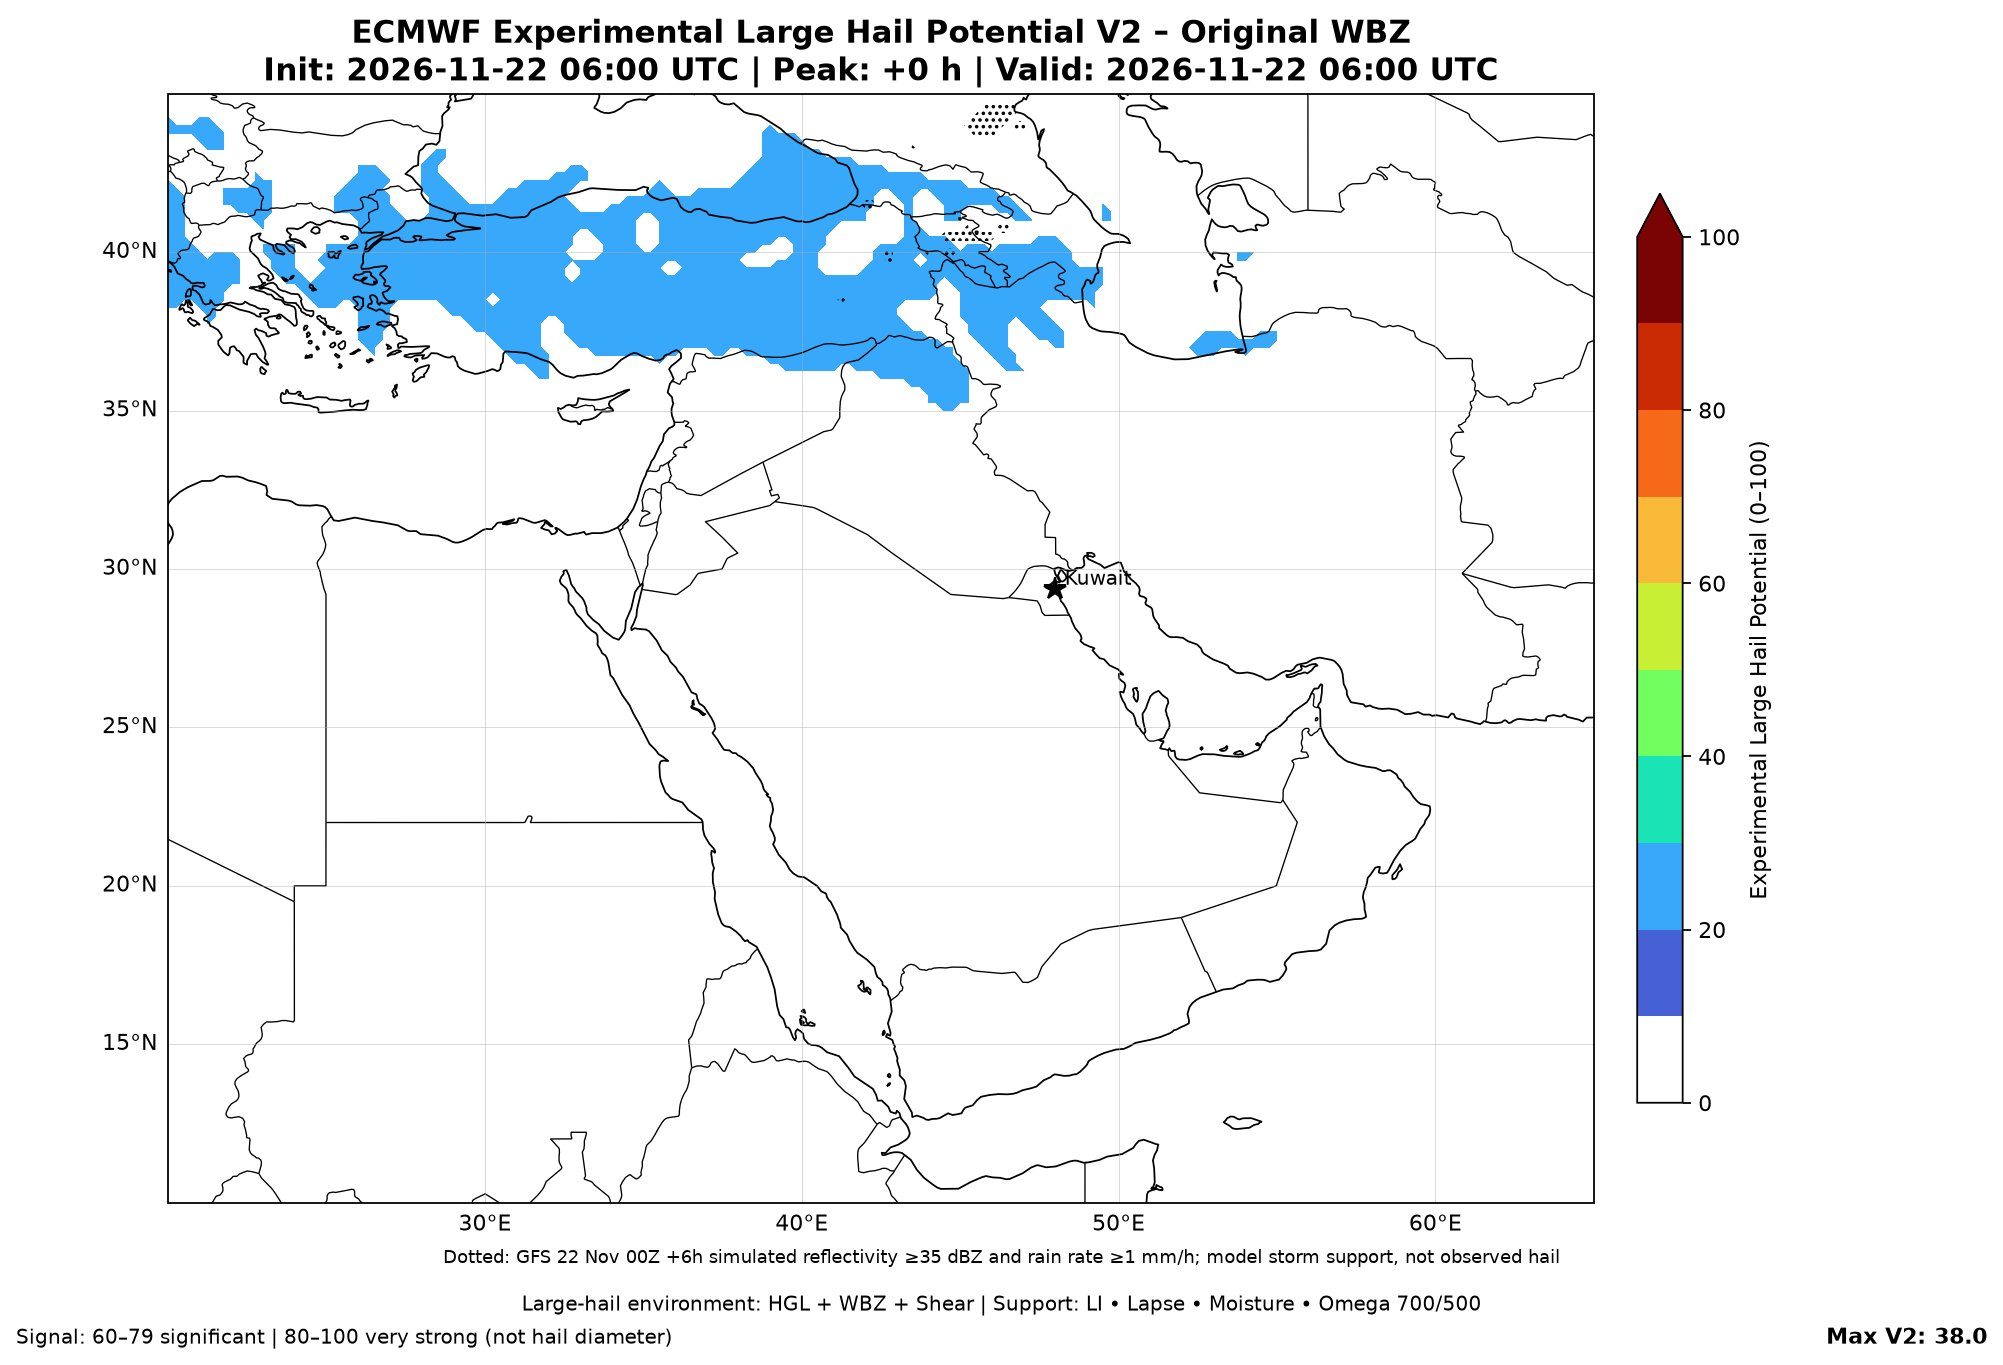 ECMWF Experimental Large Hail Potential V2 – Original WBZ
Init: 2026-11-22 06:00 UTC | Peak: +0 h | Valid: 2026-11-22 06:00 UTC
40°N
35°N
30°N
25°N
20°N
15°N
Kuwait
30°E
40°E
50°E
60°E
100
80
60
40
20
0
Experimental Large Hail Potential (0–100)
Dotted: GFS 22 Nov 00Z +6h simulated reflectivity ≥35 dBZ and rain rate ≥1 mm/h; model storm support, not observed hail
Large-hail environment: HGL + WBZ + Shear | Support: LI • Lapse • Moisture • Omega 700/500
Signal: 60–79 significant | 80–100 very strong (not hail diameter)
Max V2: 38.0